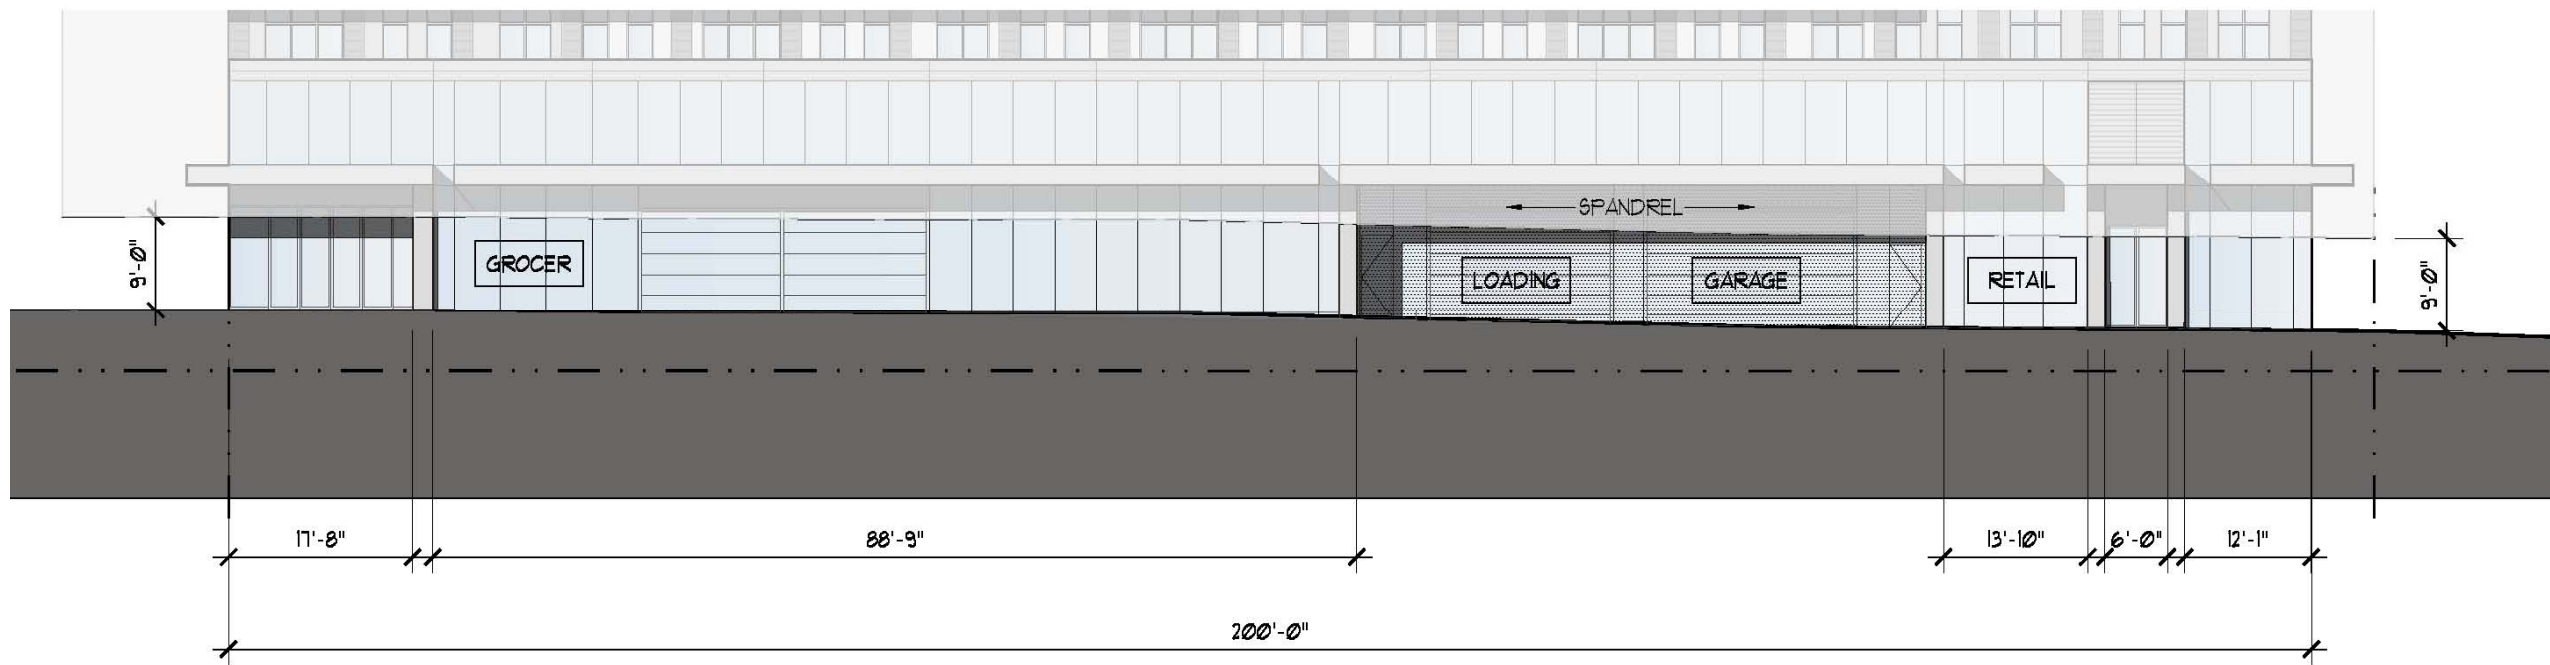 SPANDREL
9'-0"
GROCER
LOADING
GARAGE
RETAIL
9'-0"
17'-8"
88'-9"
13'-10"
6'-0"
12'-1"
200'-0"